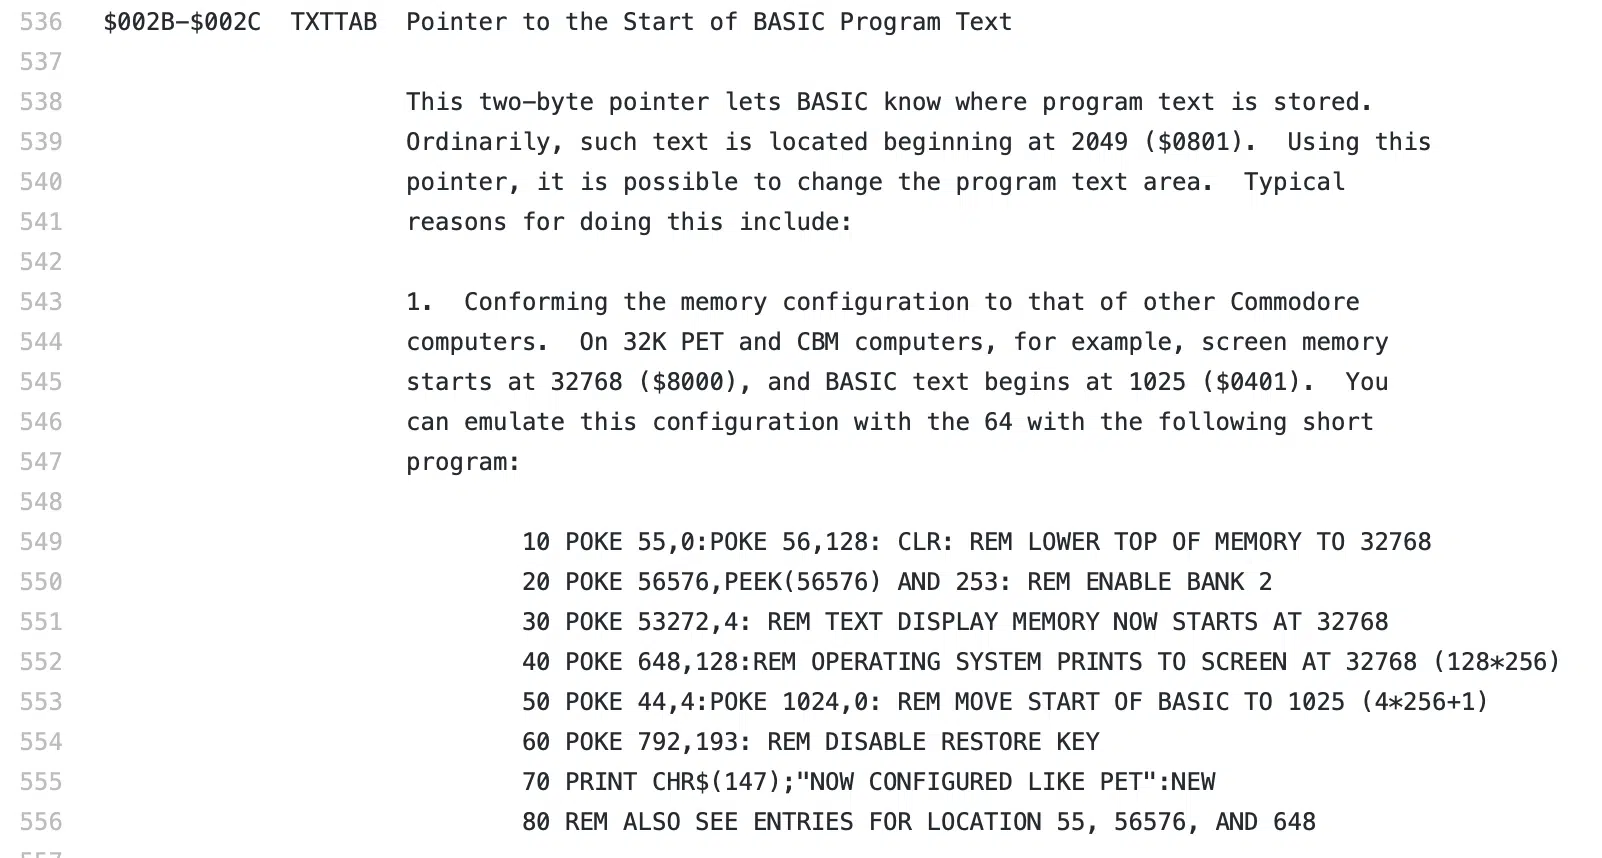 536 $002B-$002C TXTTAB Pointer to the Start of BASIC Program Text
537
538 This two-byte pointer lets BASIC know where program text is stored.
539 Ordinarily, such text is located beginning at 2049 ($0801). Using this
540 pointer, it is possible to change the program text area. Typical
541 reasons for doing this include:
542
543 1. Conforming the memory configuration to that of other Commodore
544 computers. On 32K PET and CBM computers, for example, screen memory
545 starts at 32768 ($8000), and BASIC text begins at 1025 ($0401). You
546 can emulate this configuration with the 64 with the following short
547 program:
548
549 10 POKE 55,0:POKE 56,128: CLR: REM LOWER TOP OF MEMORY TO 32768
550 20 POKE 56576,PEEK(56576) AND 253: REM ENABLE BANK 2
551 30 POKE 53272,4: REM TEXT DISPLAY MEMORY NOW STARTS AT 32768
552 40 POKE 648,128:REM OPERATING SYSTEM PRINTS TO SCREEN AT 32768 (128*256)
553 50 POKE 44,4:POKE 1024,0: REM MOVE START OF BASIC TO 1025 (4*256+1)
554 60 POKE 792,193: REM DISABLE RESTORE KEY
555 70 PRINT CHR$(147);"NOW CONFIGURED LIKE PET":NEW
556 80 REM ALSO SEE ENTRIES FOR LOCATION 55, 56576, AND 648
557